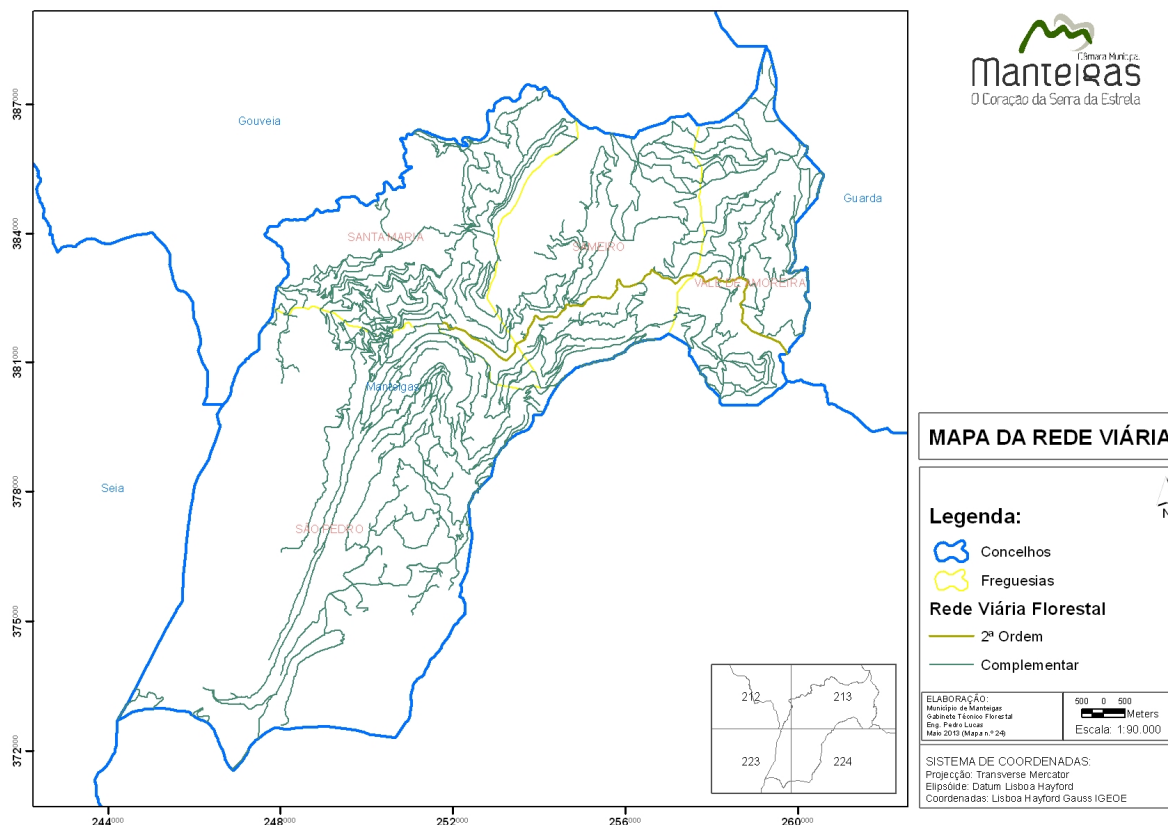 Câmara Municipal
Manteigas
O Coração da Serra da Estrela
387000
384000
381000
378000
375000
372000
244000
248000
252000
256000
260000
Gouveia
Guarda
SANTA MARIA
SAMEIRO
VALE DE AMOREIRA
Manteigas
Seia
SÃO PEDRO
212
213
223
224
MAPA DA REDE VIÁRIA
N
Legenda:
Concelhos
Freguesias
Rede Viária Florestal
2ª Ordem
Complementar
ELABORAÇÃO:
Município de Manteigas
Gabinete Técnico Florestal
Eng. Pedro Lucas
Maio 2013 (Mapa n.º 24)
500 0 500
Meters
Escala: 1:90.000
SISTEMA DE COORDENADAS:
Projecção: Transverse Mercator
Elipsóide: Datum Lisboa Hayford
Coordenadas: Lisboa Hayford Gauss IGEOE